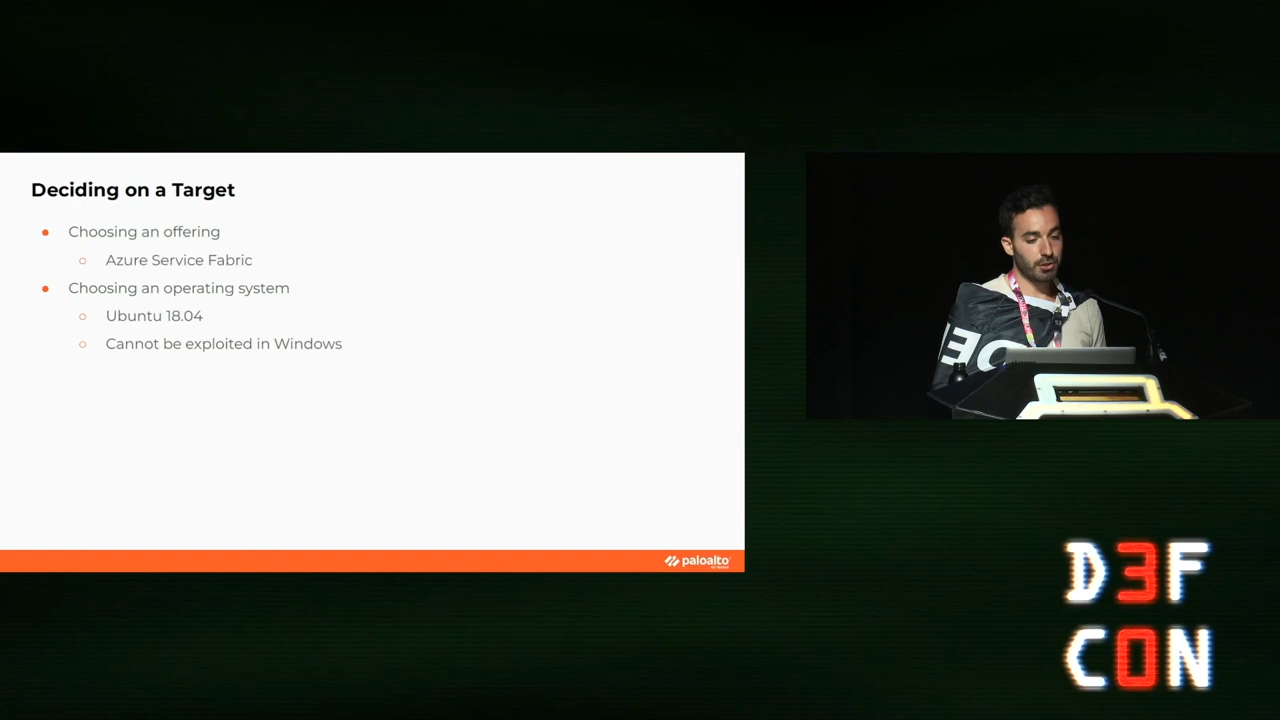 Deciding on a Target
Choosing an offering
Azure Service Fabric
Choosing an operating system
Ubuntu 18.04
Cannot be exploited in Windows
paloalto
D3F
C0N